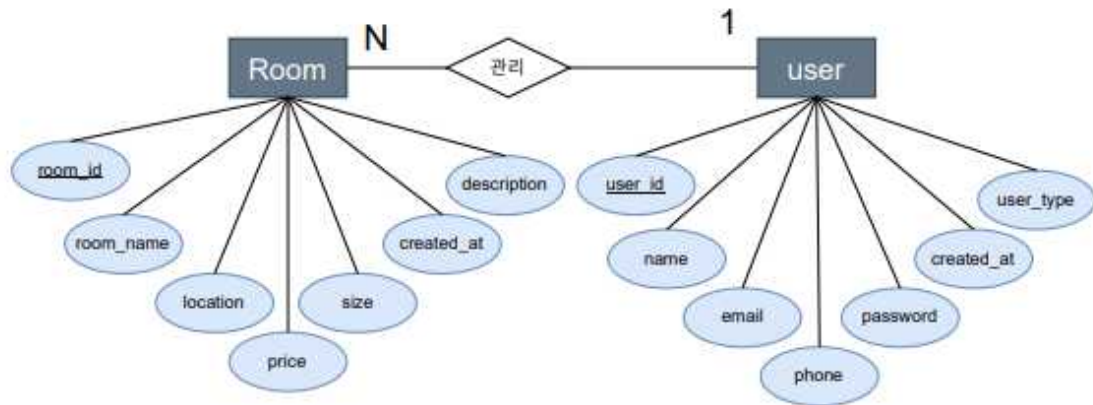 N
1
Room
관리
user
room_id
description
user_id
user_type
room_name
created_at
name
created_at
location
size
email
password
price
phone